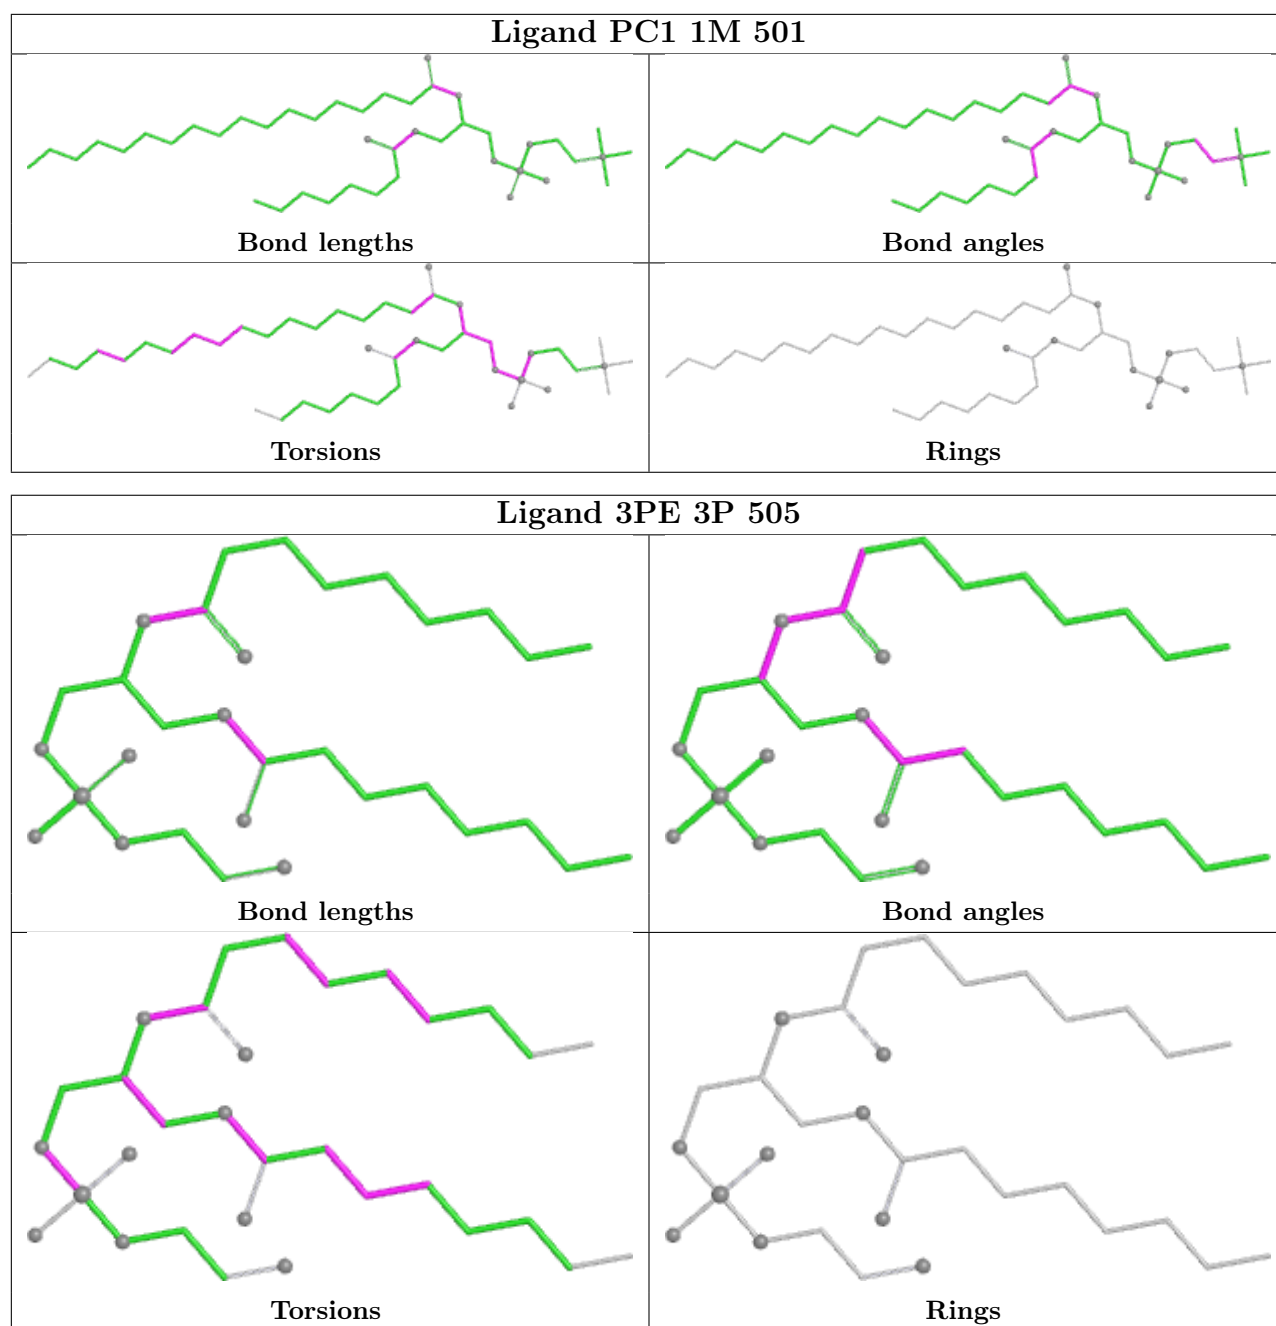 Ligand PC1 1M 501
Bond lengths
Bond angles
Torsions
Rings
Ligand 3PE 3P 505
Bond lengths
Bond angles
Torsions
Rings